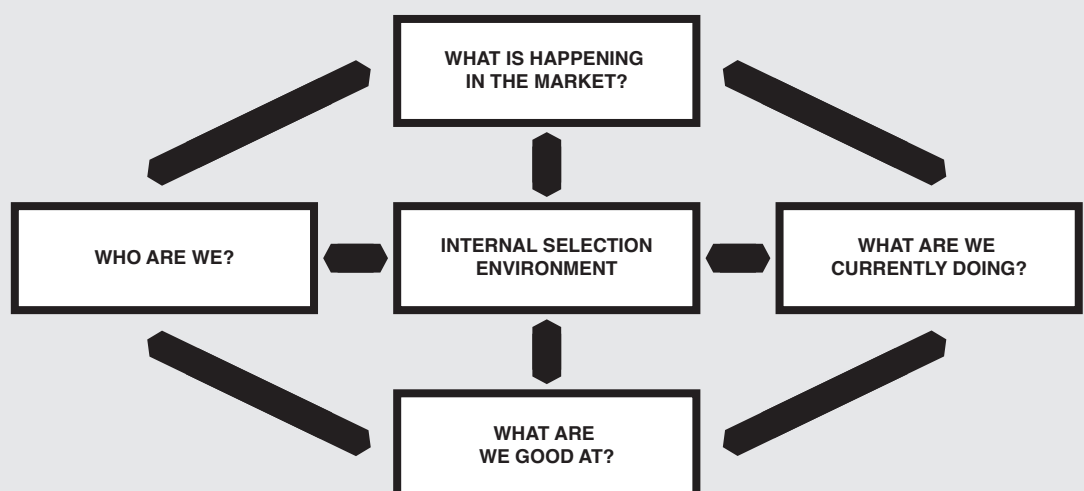 WHAT IS HAPPENING
IN THE MARKET?
WHO ARE WE?
INTERNAL SELECTION
ENVIRONMENT
WHAT ARE WE
CURRENTLY DOING?
WHAT ARE
WE GOOD AT?